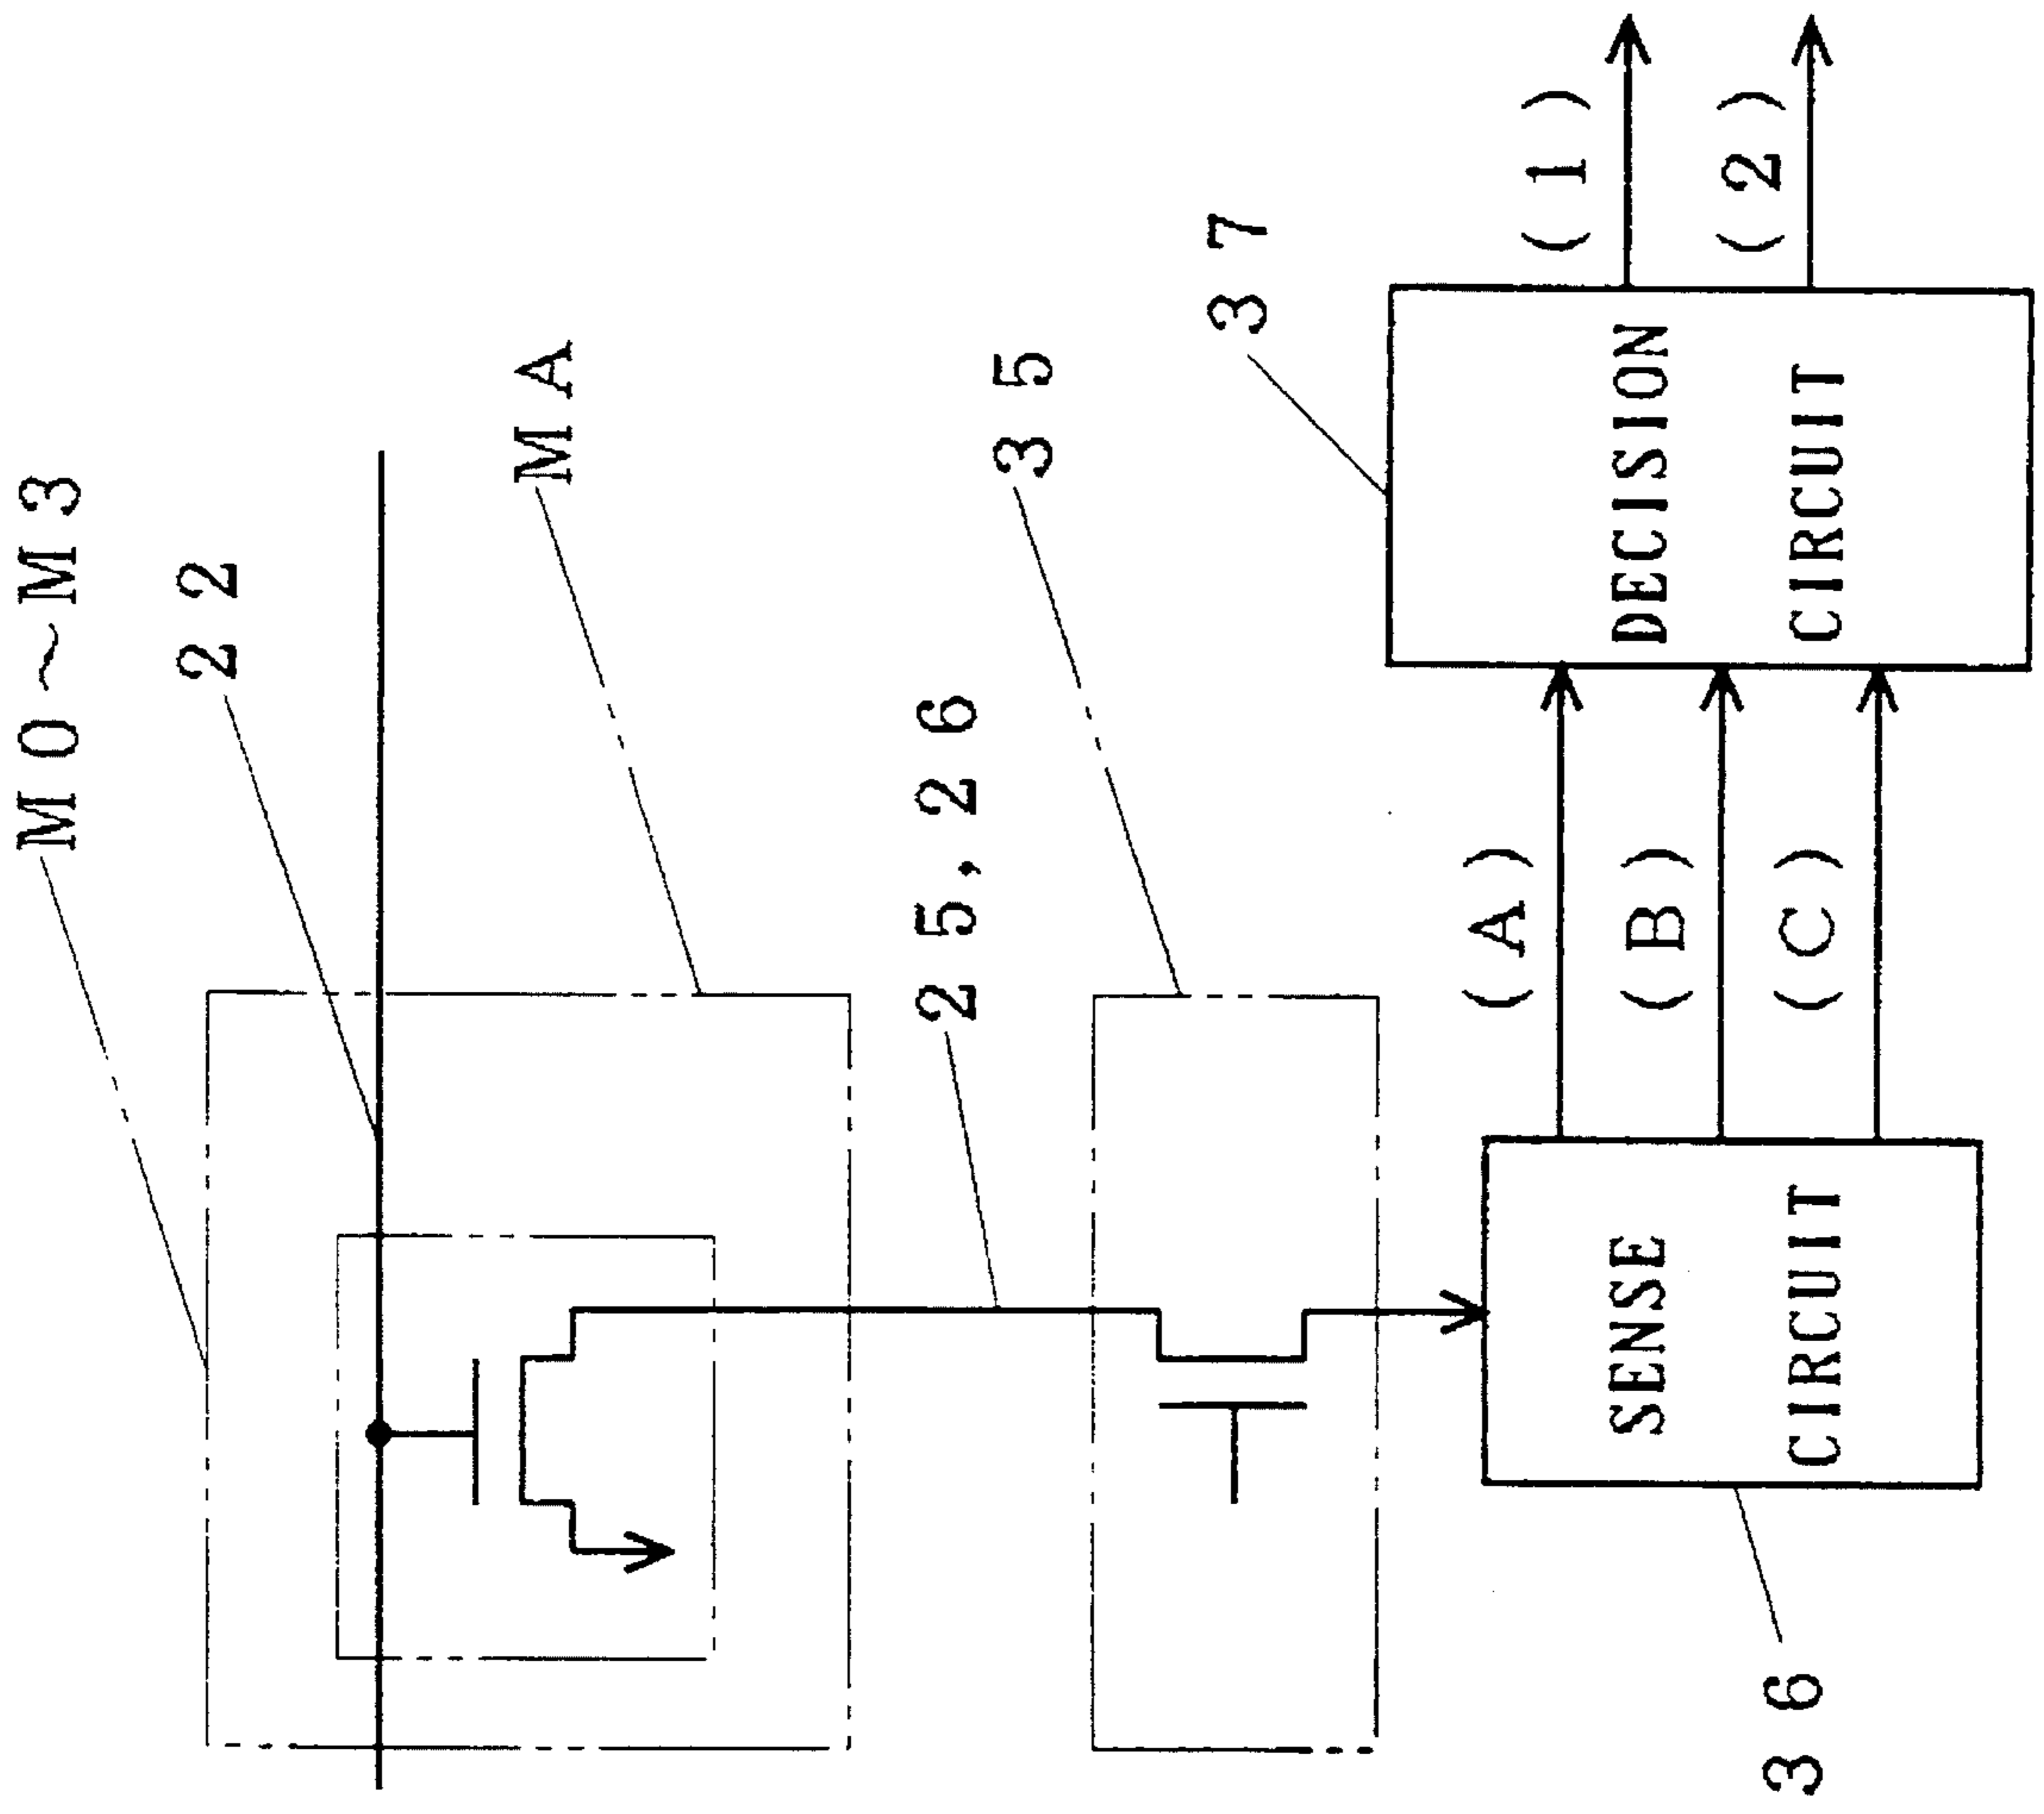 M0~M3
22
MA
25,26
35
37
(A)
(B)
(C)
(1)
(2)
SENSE
CIRCUIT
DECISION
CIRCUIT
36